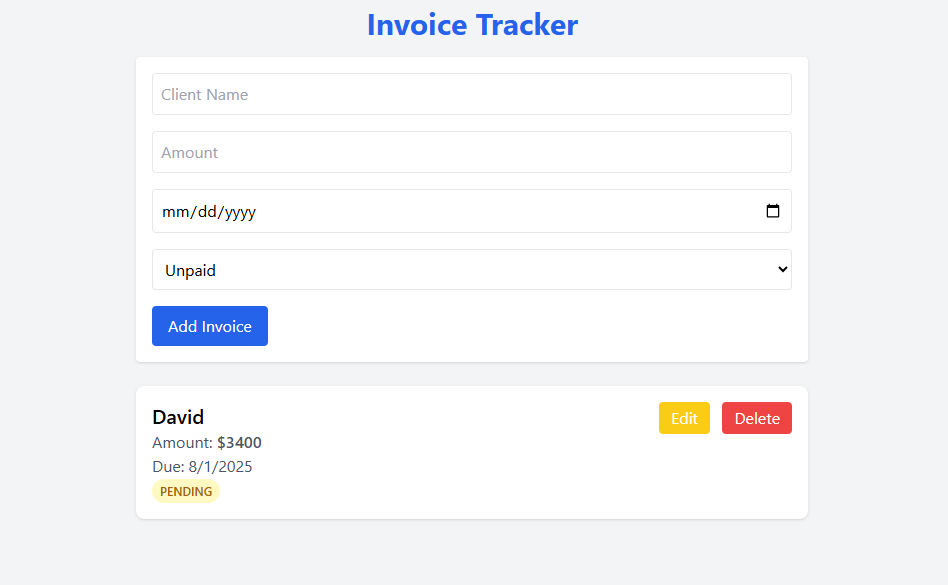 Invoice Tracker
Client Name
Amount
mm/dd/yyyy
Unpaid
Add Invoice
David
Edit
Delete
Amount: $3400
Due: 8/1/2025
PENDING